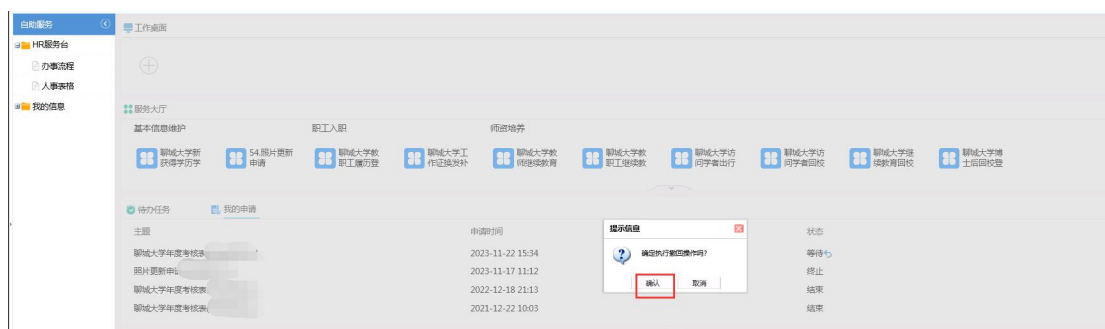 自助服务
HR服务台
办事流程
人事表格
我的信息
工作桌面
服务大厅
基本信息维护 职工入职 师资培养
聊城大学新 54.照片更新 聊城大学教 聊城大学工 聊城大学教 聊城大学教 聊城大学访 聊城大学访 聊城大学继 聊城大学博
获得学历学 申请 职工履历登 作证换发补 师继续教育 职工继续教 问学者出行 问学者回校 续教育回校 士后回校登
待办任务 我的申请
主题 申请时间 状态
聊城大学年度考核表 2023-11-22 15:34 等待
照片更新申请 2023-11-17 11:12 终止
聊城大学年度考核表 2022-12-18 21:13 结束
聊城大学年度考核表 2021-12-22 10:03 结束
提示信息
确定执行撤回操作吗?
确认 取消